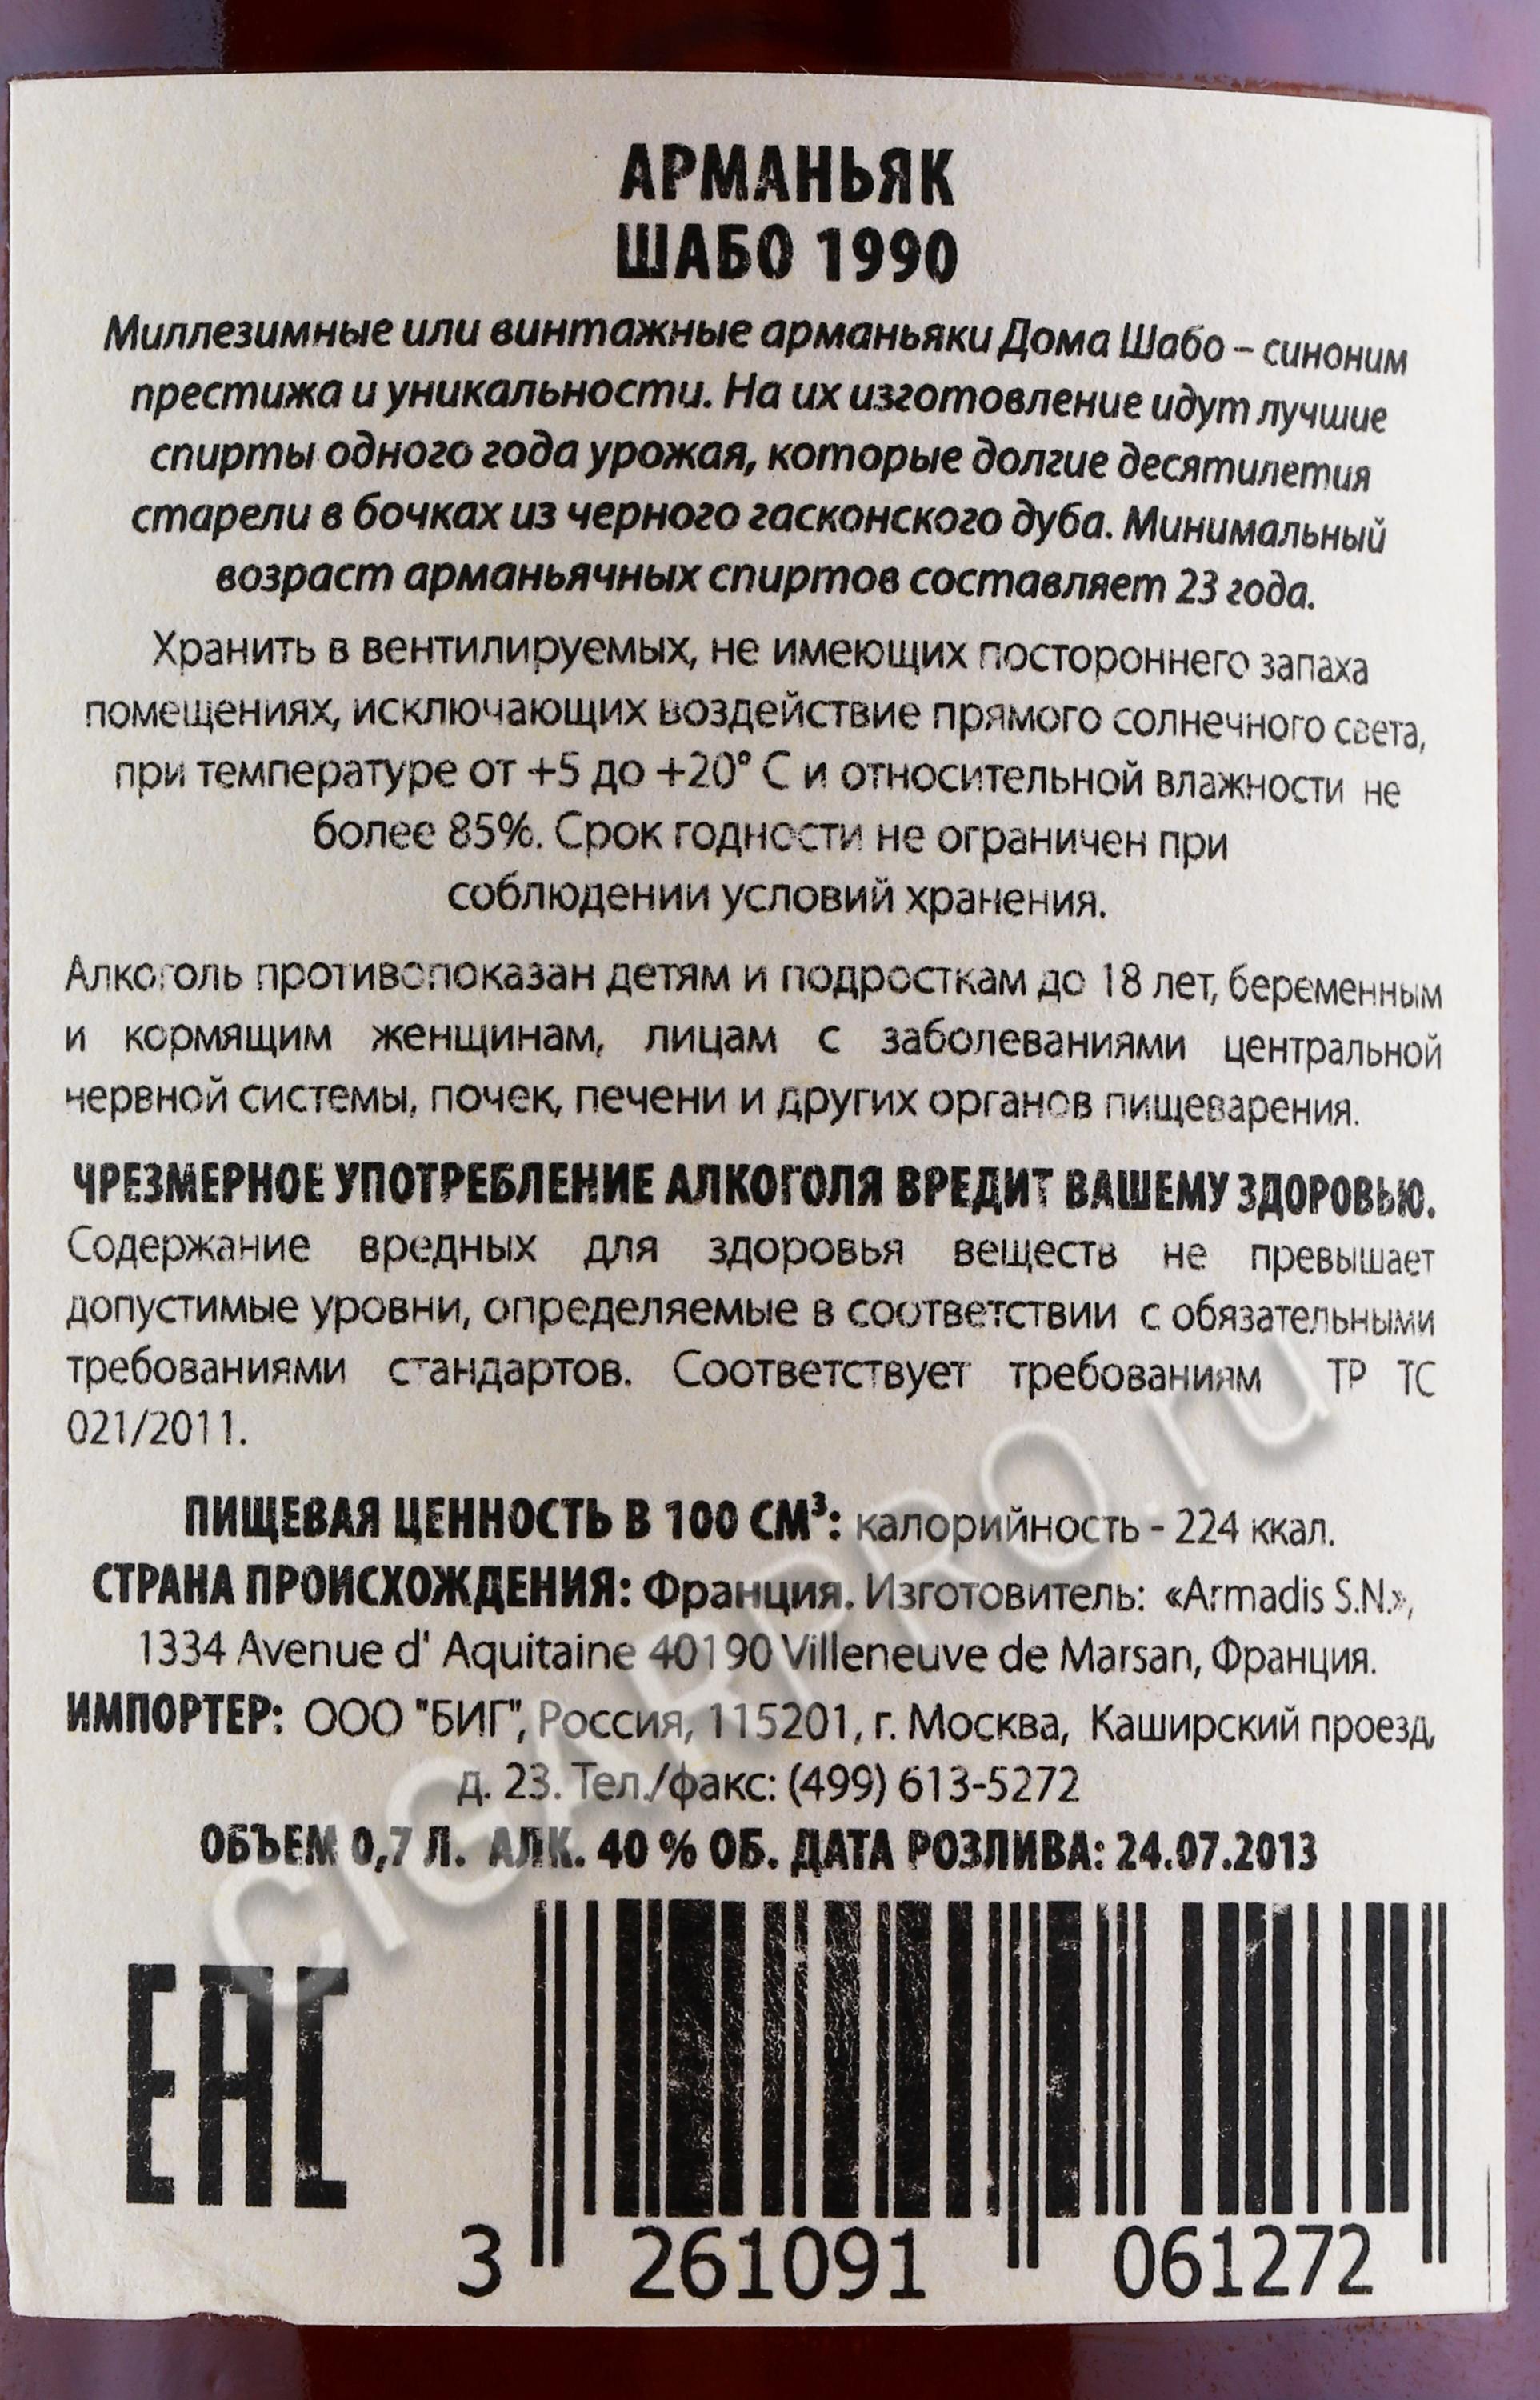 АРМАНЬЯК
ШАБО 1990
Миллезимные или винтажные арманьяки Дома Шабо – синоним
престижа и уникальности. На их изготовление идут лучшие
спирты одного года урожая, которые долгие десятилетия
старели в бочках из черного гасконского дуба. Минимальный
возраст арманьячных спиртов составляет 23 года.
Хранить в вентилируемых, не имеющих постороннего запаха
помещениях, исключающих воздействие прямого солнечного света,
при температуре от +5 до +20° С и относительной влажности не
более 85%. Срок годности не ограничен при
соблюдении условий хранения.
Алкоголь противопоказан детям и подросткам до 18 лет, беременным
и кормящим женщинам, лицам с заболеваниями центральной
нервной системы, почек, печени и других органов пищеварения.
ЧРЕЗМЕРНОЕ УПОТРЕБЛЕНИЕ АЛКОГОЛЯ ВРЕДИТ ВАШЕМУ ЗДОРОВЬЮ.
Содержание вредных для здоровья веществ не превышает
допустимые уровни, определяемые в соответствии с обязательными
требованиями стандартов. Соответствует требованиям ТР ТС
021/2011.
ПИЩЕВАЯ ЦЕННОСТЬ В 100 СМ³: калорийность - 224 ккал.
СТРАНА ПРОИСХОЖДЕНИЯ: Франция. Изготовитель: «Armadis S.N.»,
1334 Avenue d' Aquitaine 40190 Villeneuve de Marsan, Франция.
ИМПОРТЕР: ООО "БИГ", Россия, 115201, г. Москва, Каширский проезд,
д. 23. Тел./факс: (499) 613-5272
ОБЪЕМ 0,7 Л. АЛК. 40 % ОБ. ДАТА РОЗЛИВА: 24.07.2013
EAC
3 261091 061272
CIGARPRO.ru